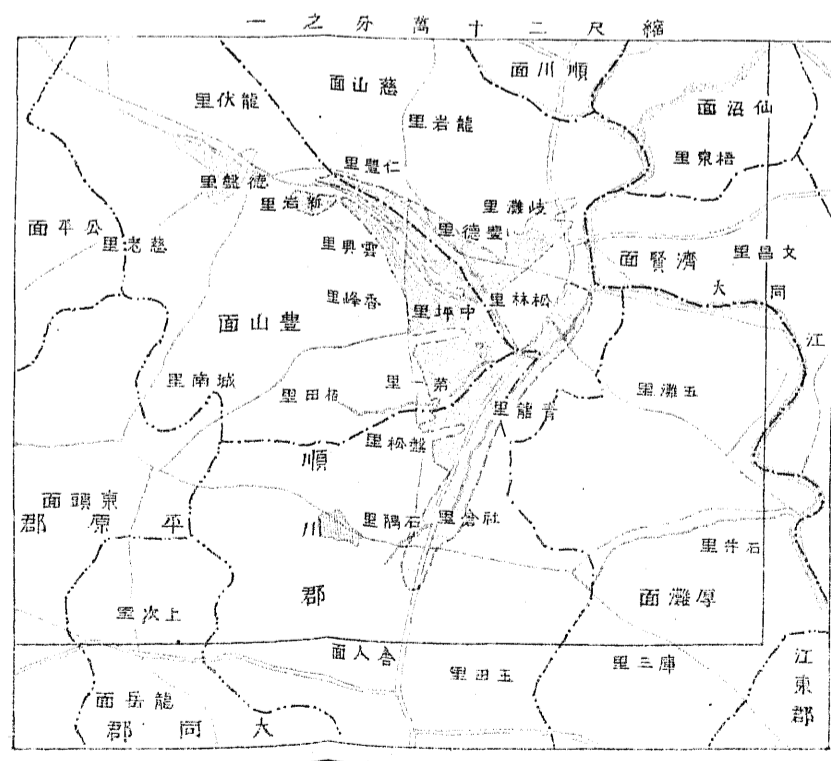 縮尺二十萬分之一
順川面
慈山面
仙沼面
龍伏里
龍岩里
梧泉里
仁豊里
德盤里
新岩里
岐灘里
豊德里
公平面
慈老里
雲興里
濟賢面
文昌里
大同江
香峰里
中坪里
松林里
豊山面
城南里
栢田里
第一里
五灘里
青龍里
盤松里
順川郡
東頭面
平原郡
石隅里
社倉里
石井里
厚灘面
上次里
舍人面
玉田里
庫三里
江東郡
龍岳面
大同郡